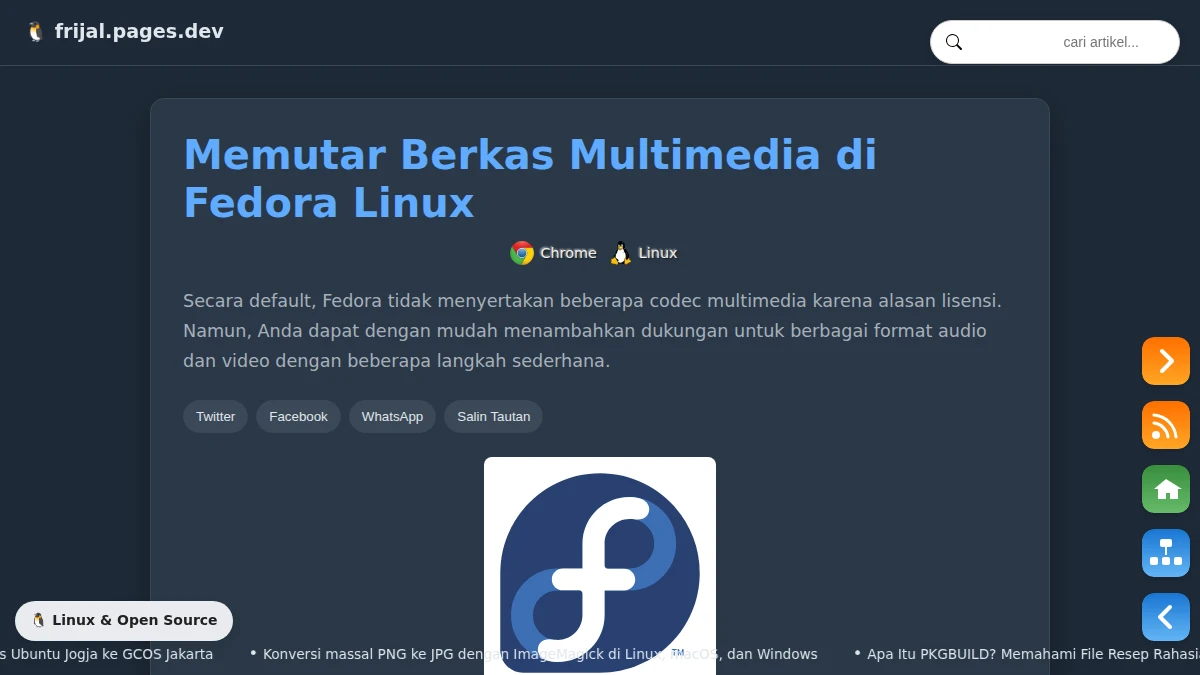 frijal.pages.dev
cari artikel...
Memutar Berkas Multimedia di
Fedora Linux
Chrome Linux
Secara default, Fedora tidak menyertakan beberapa codec multimedia karena alasan lisensi.
Namun, Anda dapat dengan mudah menambahkan dukungan untuk berbagai format audio
dan video dengan beberapa langkah sederhana.
Twitter Facebook WhatsApp Salin Tautan
Linux & Open Source
s Ubuntu Jogja ke GCOS Jakarta • Konversi massal PNG ke JPG dengan ImageMagick di Linux, macOS, dan Windows • Apa Itu PKGBUILD? Memahami File Resep Rahasi
TM